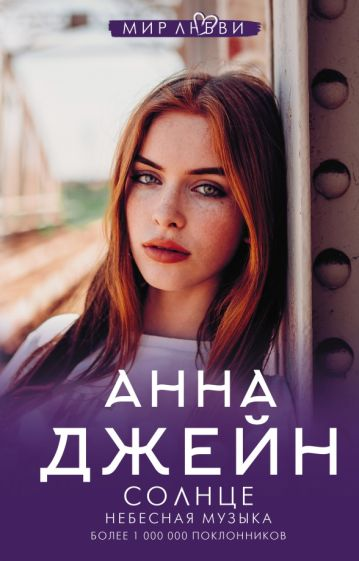 МИР ЛЮБВИ
АННА
ДЖЕЙН
СОЛНЦЕ
НЕБЕСНАЯ МУЗЫКА
БОЛЕЕ 1 000 000 ПОКЛОННИКОВ